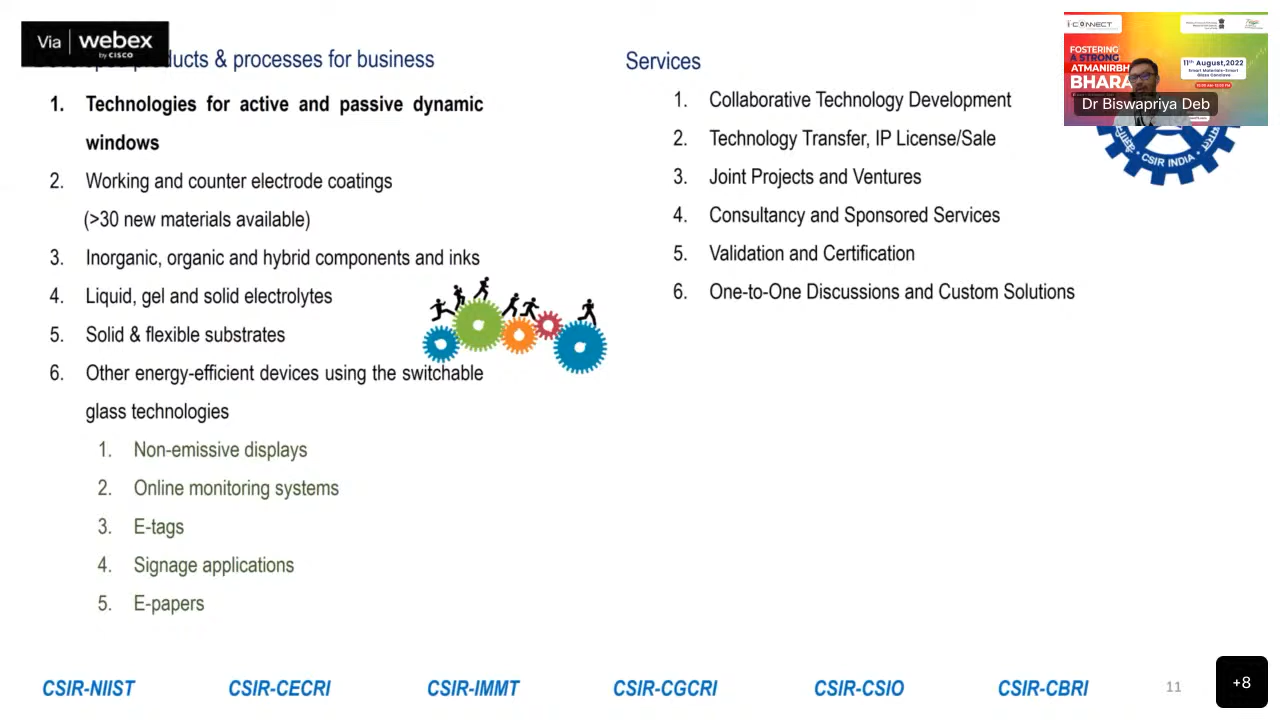 Via webex
by CISCO
products & processes for business
1. Technologies for active and passive dynamic
windows
2. Working and counter electrode coatings
(>30 new materials available)
3. Inorganic, organic and hybrid components and inks
4. Liquid, gel and solid electrolytes
5. Solid & flexible substrates
6. Other energy-efficient devices using the switchable
glass technologies
1. Non-emissive displays
2. Online monitoring systems
3. E-tags
4. Signage applications
5. E-papers
Services
1. Collaborative Technology Development
2. Technology Transfer, IP License/Sale
3. Joint Projects and Ventures
4. Consultancy and Sponsored Services
5. Validation and Certification
6. One-to-One Discussions and Custom Solutions
i-CONNECT
FOSTERING
A STRONG
ATMANIRBH
BHARA
11th August,2022
Smart Materials-Smart
Glass Conclave
Dr Biswapriya Deb
CSIR INDIA
CSIR-NIIST
CSIR-CECRI
CSIR-IMMT
CSIR-CGCRI
CSIR-CSIO
CSIR-CBRI
11
+8